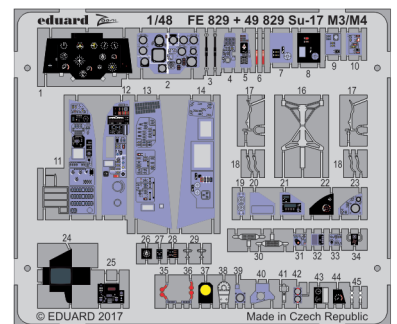 eduard Zoom 1/48 FE 829 + 49 829 Su-17 M3/M4
1 2 3 4 5 6 7 8 9 10
11 12 13 14 17 16 17
18 18
19 20 21 22 23
24 25 26 27 28 29 30 31 32 33 34
35 36 37 38 39 40 41 42 43 44 45
© EDUARD 2017 Made in Czech Republic